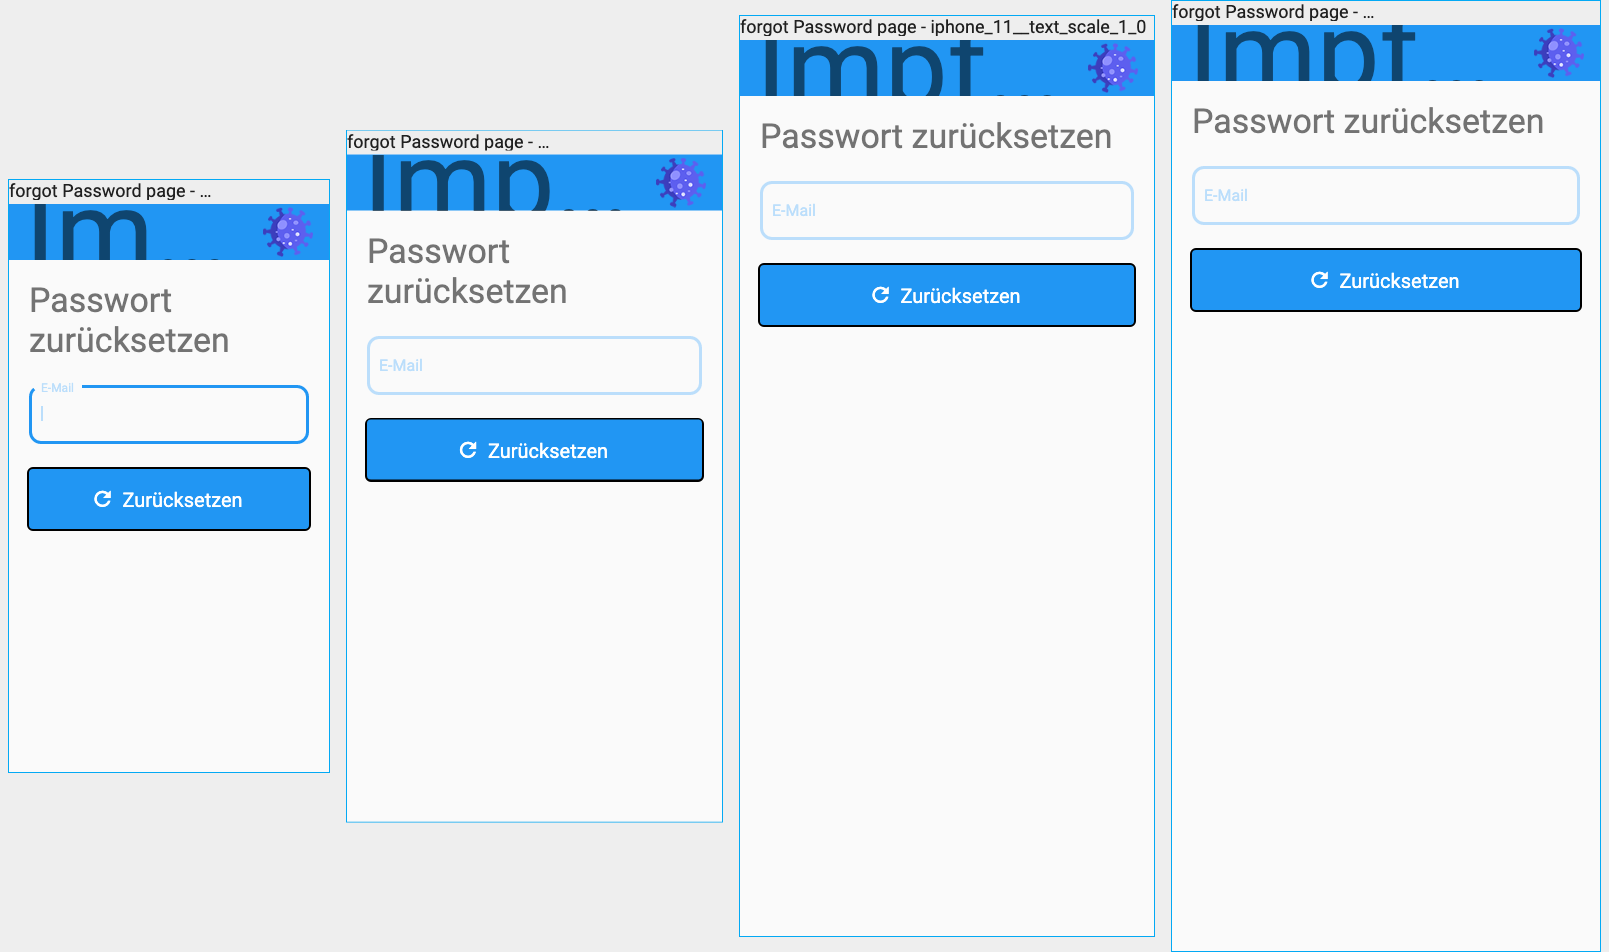 forgot Password page - ...
Im...
Passwort
zurücksetzen
E-Mail
Zurücksetzen
forgot Password page - ...
Imp...
Passwort
zurücksetzen
E-Mail
Zurücksetzen
forgot Password page - iphone_11__text_scale_1_0
Impf...
Passwort zurücksetzen
E-Mail
Zurücksetzen
forgot Password page - ...
Impf...
Passwort zurücksetzen
E-Mail
Zurücksetzen